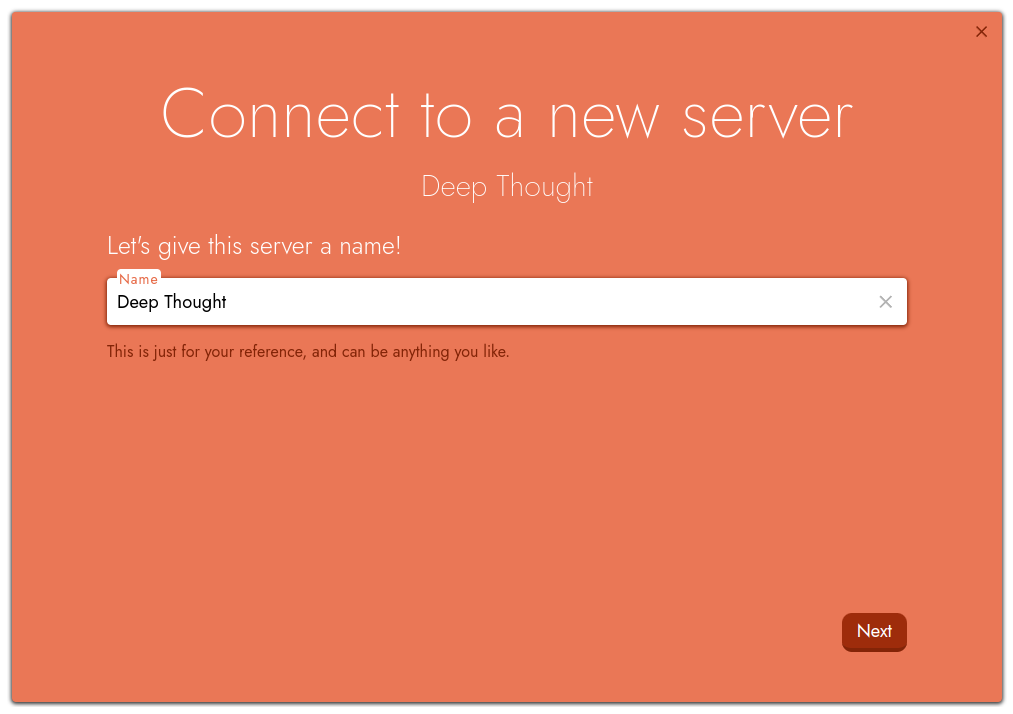 Connect to a new server
Deep Thought
Let's give this server a name!
Name
Deep Thought
This is just for your reference, and can be anything you like.
Next